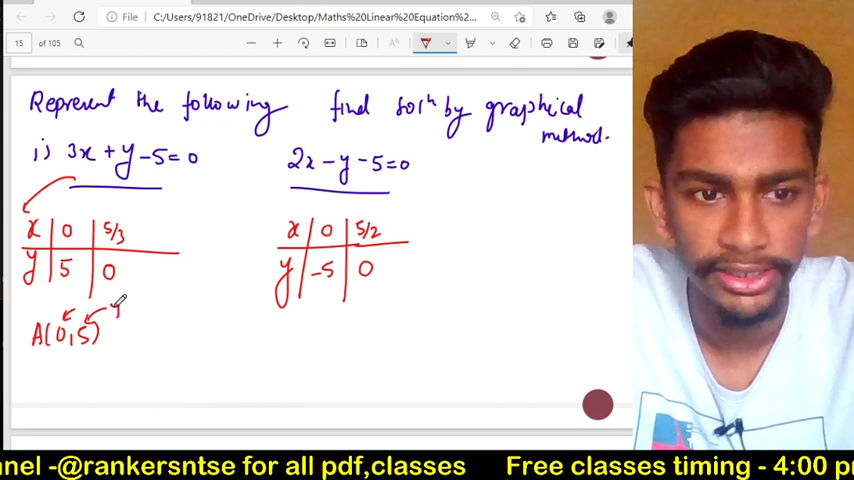 File | C:/Users/91821/OneDrive/Desktop/Maths%20Linear%20Equation%2...
15 of 105
Represent the following find solⁿ by graphical method.
i) 3x + y - 5 = 0 2x - y - 5 = 0
x 0 5/3 x 0 5/2
y 5 0 y -5 0
A(0,5) y
nnel -@rankersntse for all pdf,classes Free classes timing - 4:00 p